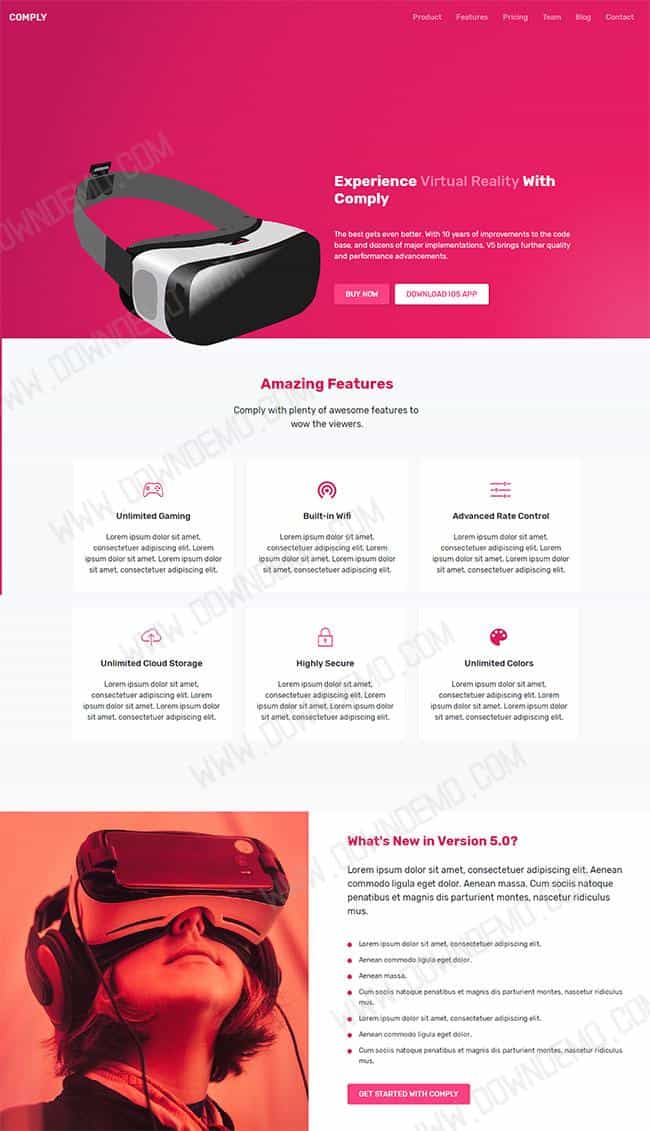 COMPLY
Product Features Pricing Team Blog Contact
Experience Virtual Reality With
Comply
The best gets even better. With 10 years of improvements to the code
base, and dozens of major implementations, V5 brings further quality
and performance advancements.
BUY NOW DOWNLOAD IOS APP
Amazing Features
Comply with plenty of awesome features to
wow the viewers.
Unlimited Gaming
Lorem ipsum dolor sit amet,
consectetuer adipiscing elit. Lorem
ipsum dolor sit amet. Lorem ipsum dolor
sit amet, consectetuer adipiscing elit.
Built-in Wifi
Lorem ipsum dolor sit amet,
consectetuer adipiscing elit. Lorem
ipsum dolor sit amet. Lorem ipsum dolor
sit amet, consectetuer adipiscing elit.
Advanced Rate Control
Lorem ipsum dolor sit amet,
consectetuer adipiscing elit. Lorem
ipsum dolor sit amet. Lorem ipsum dolor
sit amet, consectetuer adipiscing elit.
Unlimited Cloud Storage
Lorem ipsum dolor sit amet,
consectetuer adipiscing elit. Lorem
ipsum dolor sit amet. Lorem ipsum dolor
sit amet, consectetuer adipiscing elit.
Highly Secure
Lorem ipsum dolor sit amet,
consectetuer adipiscing elit. Lorem
ipsum dolor sit amet. Lorem ipsum dolor
sit amet, consectetuer adipiscing elit.
Unlimited Colors
Lorem ipsum dolor sit amet,
consectetuer adipiscing elit. Lorem
ipsum dolor sit amet. Lorem ipsum dolor
sit amet, consectetuer adipiscing elit.
What's New in Version 5.0?
Lorem ipsum dolor sit amet, consectetuer adipiscing elit. Aenean
commodo ligula eget dolor. Aenean massa. Cum sociis natoque
penatibus et magnis dis parturient montes, nascetur ridiculus
mus.
Lorem ipsum dolor sit amet, consectetuer adipiscing elit.
Aenean commodo ligula eget dolor.
Aenean massa.
Cum sociis natoque penatibus et magnis dis parturient montes, nascetur ridiculus
mus.
Lorem ipsum dolor sit amet, consectetuer adipiscing elit.
Aenean commodo ligula eget dolor.
Cum sociis natoque penatibus et magnis dis parturient montes, nascetur ridiculus
mus.
GET STARTED WITH COMPLY
WWW.DOWNDEMO.COM